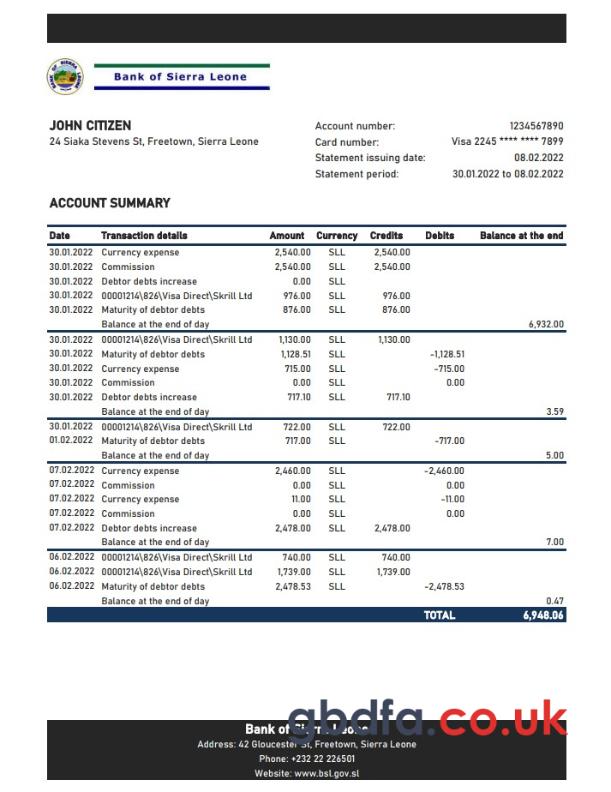 BANK OF SIERRA LEONE
Bank of Sierra Leone
JOHN CITIZEN
24 Siaka Stevens St, Freetown, Sierra Leone
Account number: 1234567890
Card number: Visa 2245 **** **** 7899
Statement issuing date: 08.02.2022
Statement period: 30.01.2022 to 08.02.2022
ACCOUNT SUMMARY
Date Transaction details Amount Currency Credits Debits Balance at the end
30.01.2022 Currency expense 2,540.00 SLL 2,540.00
30.01.2022 Commission 2,540.00 SLL 2,540.00
30.01.2022 Debtor debts increase 0.00 SLL
30.01.2022 00001214\826\Visa Direct\Skrill Ltd 976.00 SLL 976.00
30.01.2022 Maturity of debtor debts 876.00 SLL 876.00
Balance at the end of day 6,932.00
30.01.2022 00001214\826\Visa Direct\Skrill Ltd 1,130.00 SLL 1,130.00
30.01.2022 Maturity of debtor debts 1,128.51 SLL -1,128.51
30.01.2022 Currency expense 715.00 SLL -715.00
30.01.2022 Commission 0.00 SLL 0.00
30.01.2022 Debtor debts increase 717.10 SLL 717.10
Balance at the end of day 3.59
30.01.2022 00001214\826\Visa Direct\Skrill Ltd 722.00 SLL 722.00
01.02.2022 Maturity of debtor debts 717.00 SLL -717.00
Balance at the end of day 5.00
07.02.2022 Currency expense 2,460.00 SLL -2,460.00
07.02.2022 Commission 0.00 SLL 0.00
07.02.2022 Currency expense 11.00 SLL -11.00
07.02.2022 Commission 0.00 SLL 0.00
07.02.2022 Debtor debts increase 2,478.00 SLL 2,478.00
Balance at the end of day 7.00
06.02.2022 00001214\826\Visa Direct\Skrill Ltd 740.00 SLL 740.00
06.02.2022 00001214\826\Visa Direct\Skrill Ltd 1,739.00 SLL 1,739.00
06.02.2022 Maturity of debtor debts 2,478.53 SLL -2,478.53
Balance at the end of day 0.47
TOTAL 6,948.06
gbdfa.co.uk
Bank of Sierra Leone
Address: 42 Gloucester St, Freetown, Sierra Leone
Phone: +232 22 226501
Website: www.bsl.gov.sl